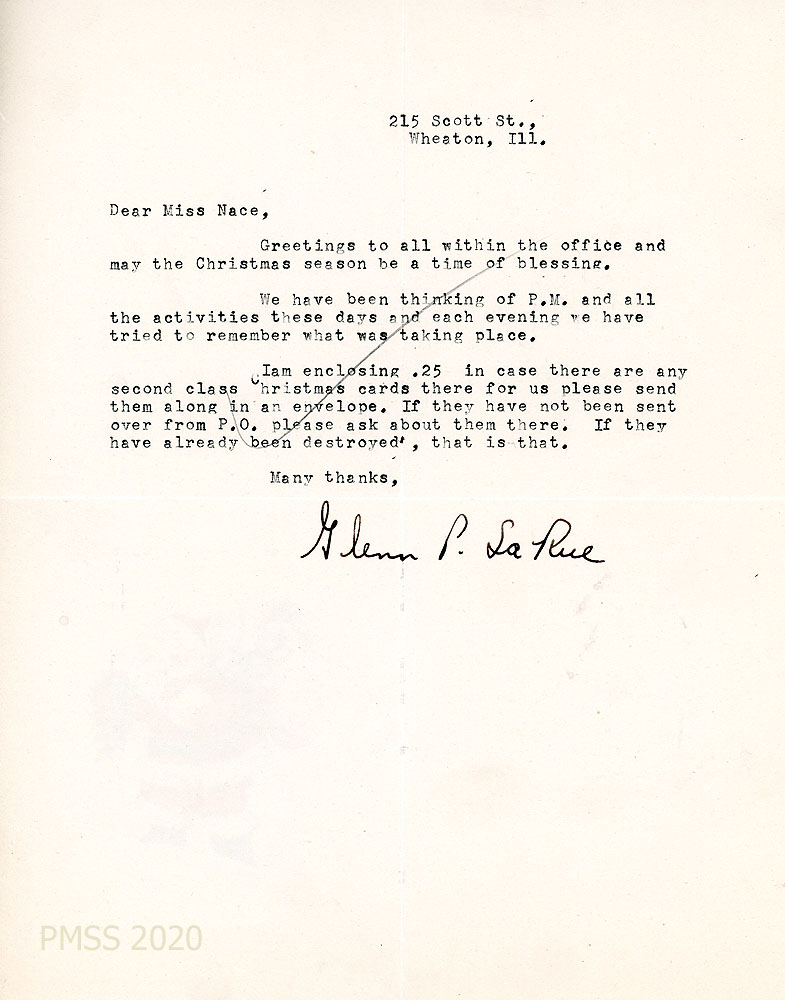 215 Scott St.,
Wheaton, Ill.
Dear Miss Nace,
Greetings to all within the office and
may the Christmas season be a time of blessing.
We have been thinking of P.M. and all
the activities these days and each evening we have
tried to remember what was taking place.
Iam enclosing .25 in case there are any
second class Christmas cards there for us please send
them along in an envelope. If they have not been sent
over from P.O. please ask about them there. If they
have already been destroyed', that is that.
Many thanks,
Glenn P. La Rue
PMSS 2020